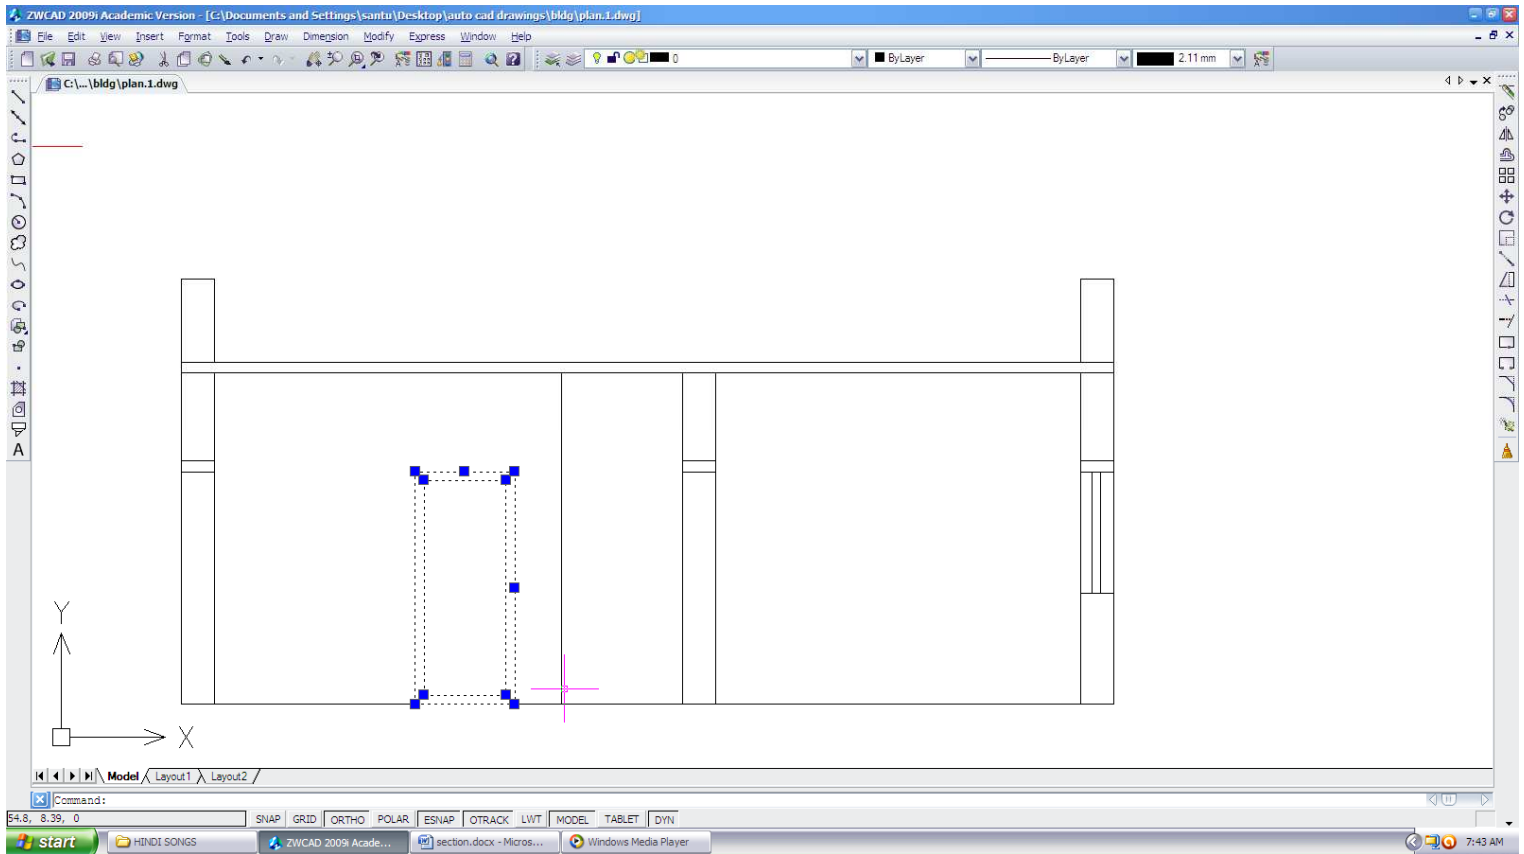 ZWCAD 2009i Academic Version - [C:\Documents and Settings\santu\Desktop\auto cad drawings\bldg\plan.1.dwg]
File Edit View Insert Format Tools Draw Dimension Modify Express Window Help
0 ByLayer ByLayer 2.11 mm
C:\...\bldg\plan.1.dwg
A
Y
X
Model Layout1 Layout2
Command:
54.8, 8.39, 0 SNAP GRID ORTHO POLAR ESNAP OTRACK LWT MODEL TABLET DYN
start HINDI SONGS ZWCAD 2009i Acade... section.docx - Micros... Windows Media Player 7:43 AM